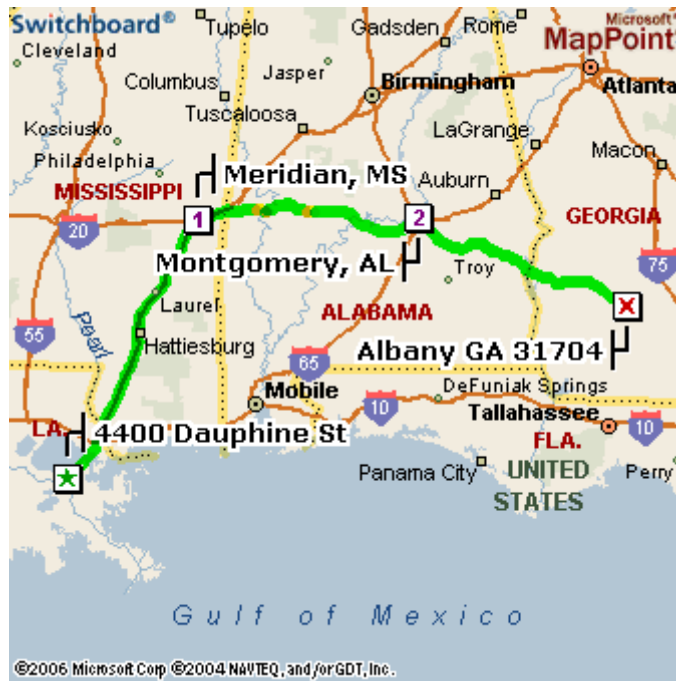 Switchboard®
Tupelo
Gadsden
Rome
Microsoft®
MapPoint®
Cleveland
Jasper
Columbus
Birmingham
Atlanta
Tuscaloosa
Kosciusko
LaGrange
Macon
Philadelphia
Auburn
MISSISSIPPI
Meridian, MS
1
2
GEORGIA
20
Montgomery, AL
Troy
75
Laurel
ALABAMA
X
55
Pearl
Hattiesburg
65
Albany GA 31704
Mobile
DeFuniak Springs
10
Tallahassee
10
LA.
4400 Dauphine St
FLA.
Panama City
UNITED
STATES
Perry
Gulf of Mexico
©2006 Microsoft Corp ©2004 NAVTEQ, and/or GDT, Inc.